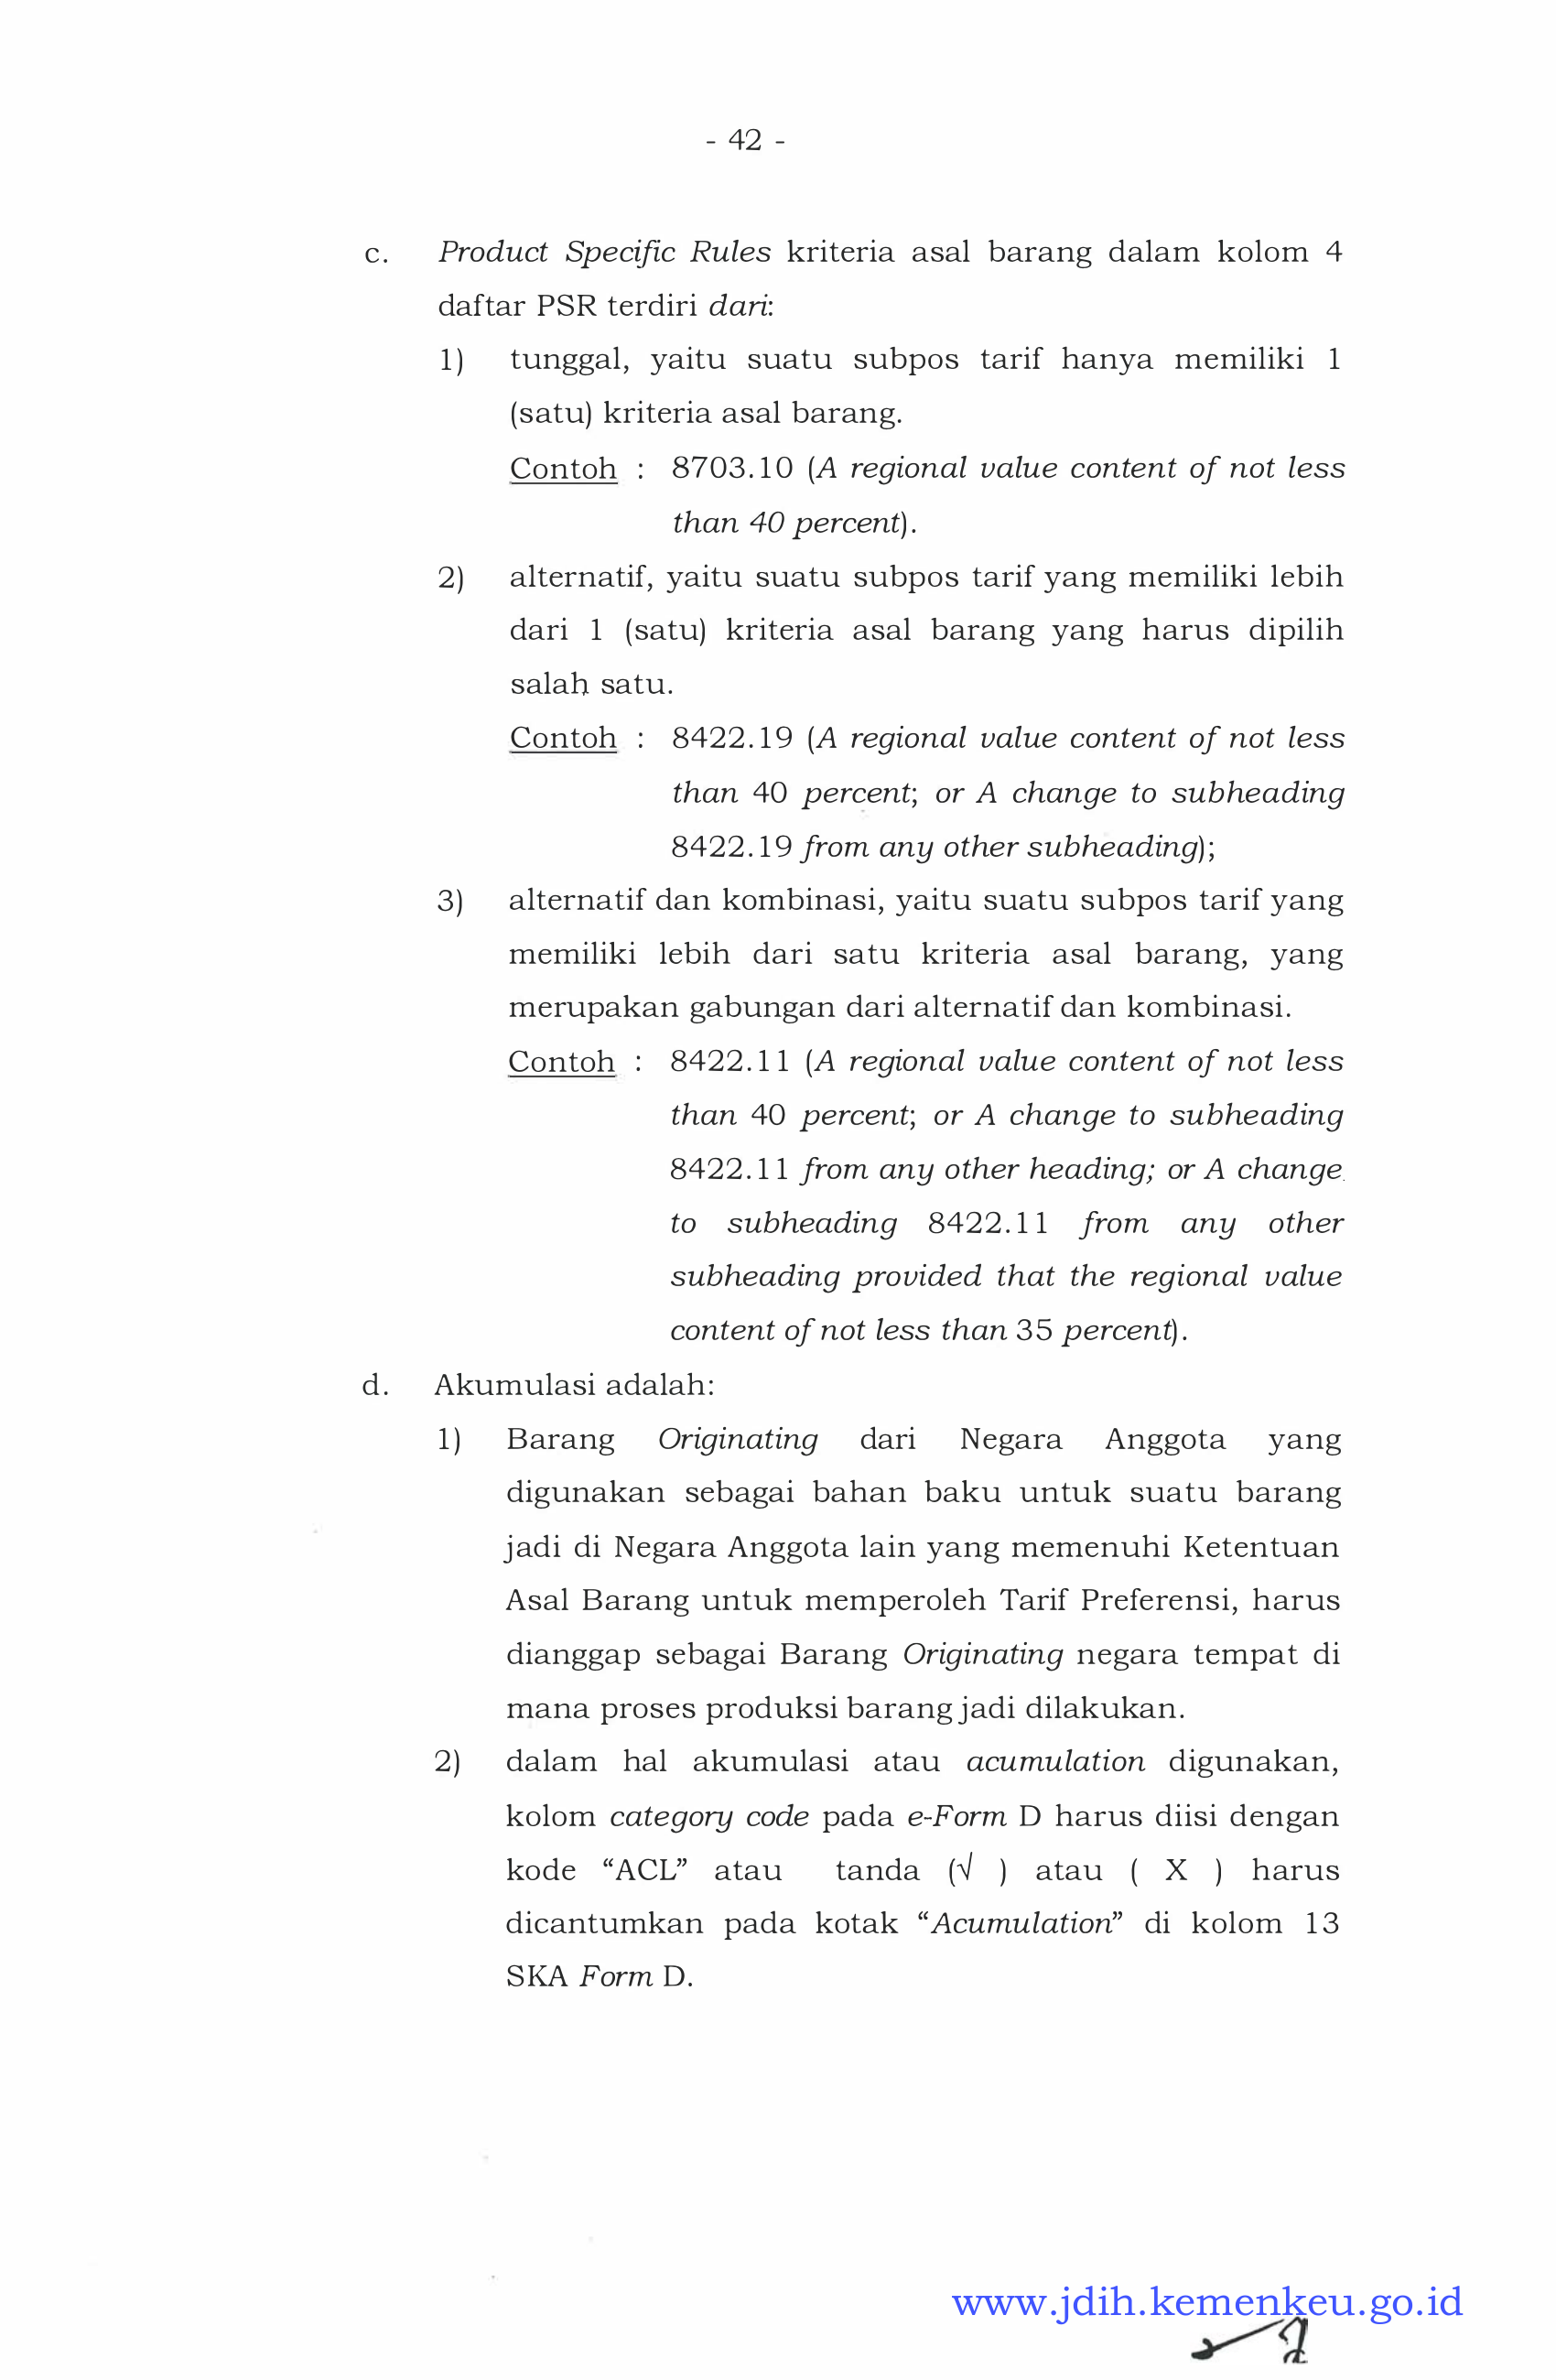 - 42 -
c. Product Specific Rules kriteria asal barang dalam kolom 4
daftar PSR terdiri dari:
1) tunggal, yaitu suatu subpos tarif hanya memiliki 1
(satu) kriteria asal barang.
Contoh : 8703.10 (A regional value content of not less
than 40 percent).
2) alternatif, yaitu suatu subpos tarif yang memiliki lebih
dari 1 (satu) kriteria asal barang yang harus dipilih
salah satu.
Contoh : 8422.19 (A regional value content of not less
than 40 percent; or A change to subheading
8422.19 from any other subheading);
3) alternatif dan kombinasi, yaitu suatu subpos tarif yang
memiliki lebih dari satu kriteria asal barang, yang
merupakan gabungan dari alternatif dan kombinasi.
Contoh : 8422.11 (A regional value content of not less
than 40 percent; or A change to subheading
8422.11 from any other heading; or A change
to subheading 8422.11 from any other
subheading provided that the regional value
content of not less than 35 percent).
d. Akumulasi adalah:
1) Barang Originating dari Negara Anggota yang
digunakan sebagai bahan baku untuk suatu barang
jadi di Negara Anggota lain yang memenuhi Ketentuan
Asal Barang untuk memperoleh Tarif Preferensi, harus
dianggap sebagai Barang Originating negara tempat di
mana proses produksi barang jadi dilakukan.
2) dalam hal akumulasi atau acumulation digunakan,
kolom category code pada e-Form D harus diisi dengan
kode “ACL” atau tanda (√ ) atau ( X ) harus
dicantumkan pada kotak “Acumulation” di kolom 13
SKA Form D.
www.jdih.kemenkeu.go.id